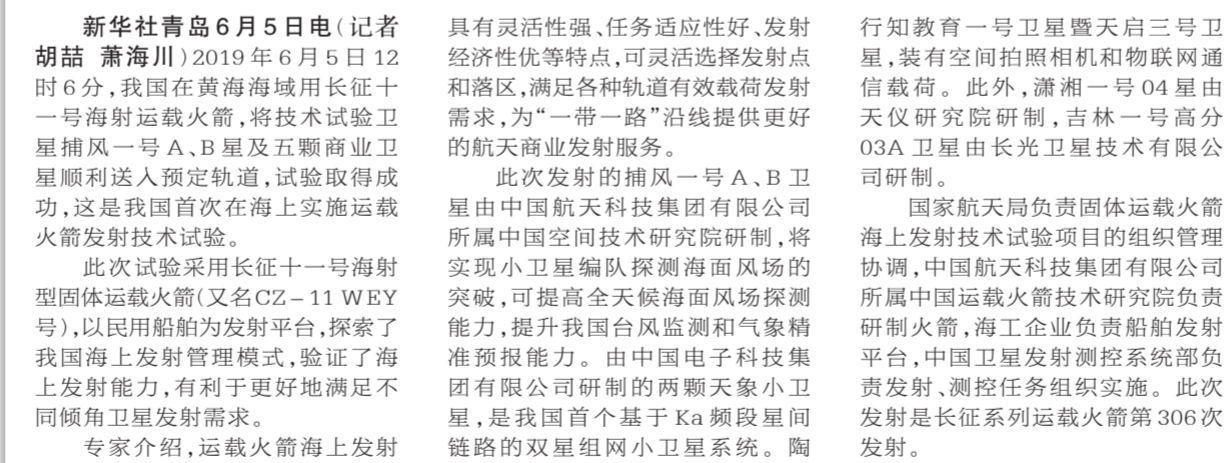 新华社青岛6月5日电(记者
胡喆 萧海川)2019年6月5日12
时6分,我国在黄海海域用长征十
一号海射运载火箭,将技术试验卫
星捕风一号A、B星及五颗商业卫
星顺利送入预定轨道,试验取得成
功,这是我国首次在海上实施运载
火箭发射技术试验。
此次试验采用长征十一号海射
型固体运载火箭(又名CZ-11 WEY
号),以民用船舶为发射平台,探索了
我国海上发射管理模式,验证了海
上发射能力,有利于更好地满足不
同倾角卫星发射需求。
专家介绍,运载火箭海上发射
具有灵活性强、任务适应性好、发射
经济性优等特点,可灵活选择发射点
和落区,满足各种轨道有效载荷发射
需求,为“一带一路”沿线提供更好
的航天商业发射服务。
此次发射的捕风一号A、B卫
星由中国航天科技集团有限公司
所属中国空间技术研究院研制,将
实现小卫星编队探测海面风场的
突破,可提高全天候海面风场探测
能力,提升我国台风监测和气象精
准预报能力。由中国电子科技集
团有限公司研制的两颗天象小卫
星,是我国首个基于Ka频段星间
链路的双星组网小卫星系统。陶
行知教育一号卫星暨天启三号卫
星,装有空间拍照相机和物联网通
信载荷。此外,潇湘一号04星由
天仪研究院研制,吉林一号高分
03A卫星由长光卫星技术有限公
司研制。
国家航天局负责固体运载火箭
海上发射技术试验项目的组织管理
协调,中国航天科技集团有限公司
所属中国运载火箭技术研究院负责
研制火箭,海工企业负责船舶发射
平台,中国卫星发射测控系统部负
责发射、测控任务组织实施。此次
发射是长征系列运载火箭第306次
发射。